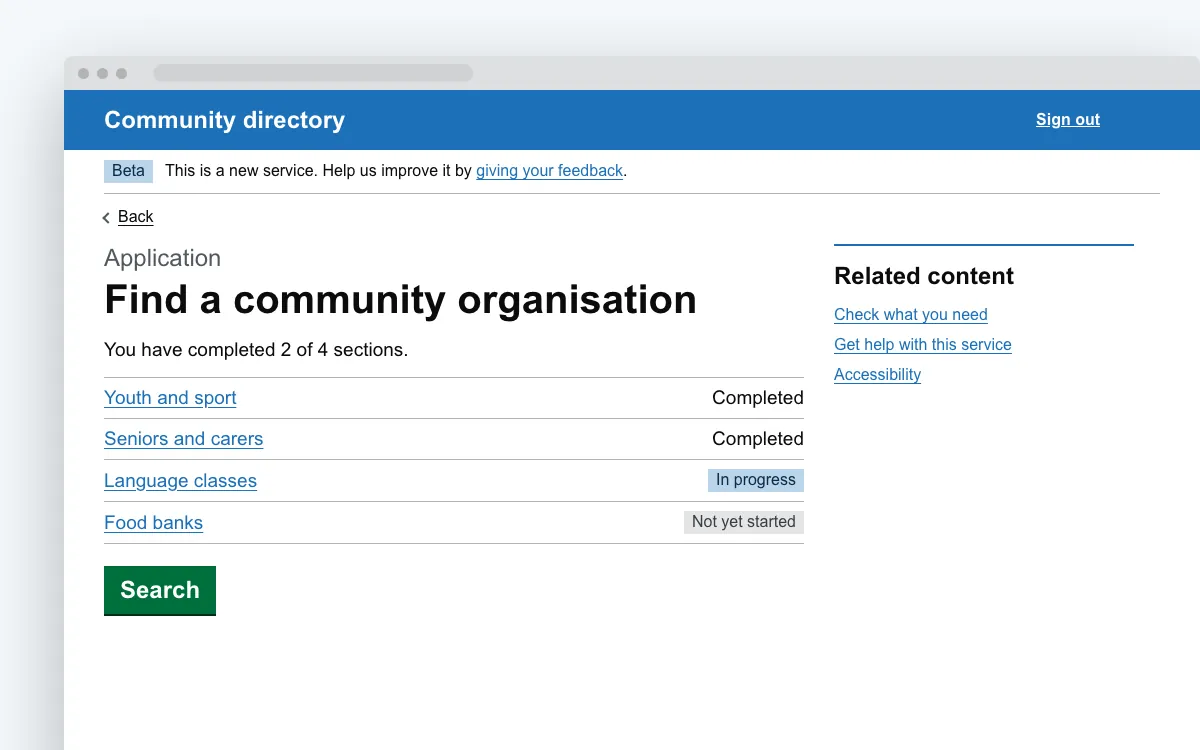 Community directory
Sign out
Beta This is a new service. Help us improve it by giving your feedback.
Back
Application
Find a community organisation
You have completed 2 of 4 sections.
Youth and sport Completed
Seniors and carers Completed
Language classes In progress
Food banks Not yet started
Search
Related content
Check what you need
Get help with this service
Accessibility